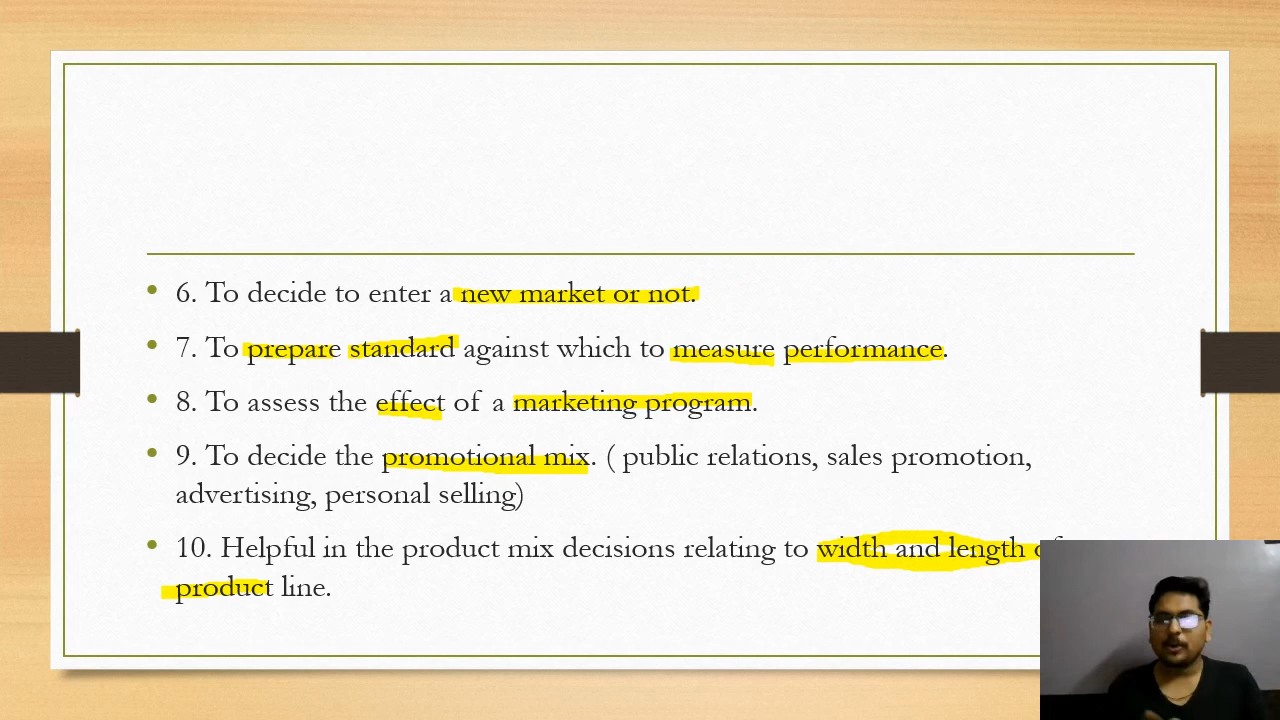 • 6. To decide to enter a new market or not.
• 7. To prepare standard against which to measure performance.
• 8. To assess the effect of a marketing program.
• 9. To decide the promotional mix. ( public relations, sales promotion,
advertising, personal selling)
• 10. Helpful in the product mix decisions relating to width and length of
product line.